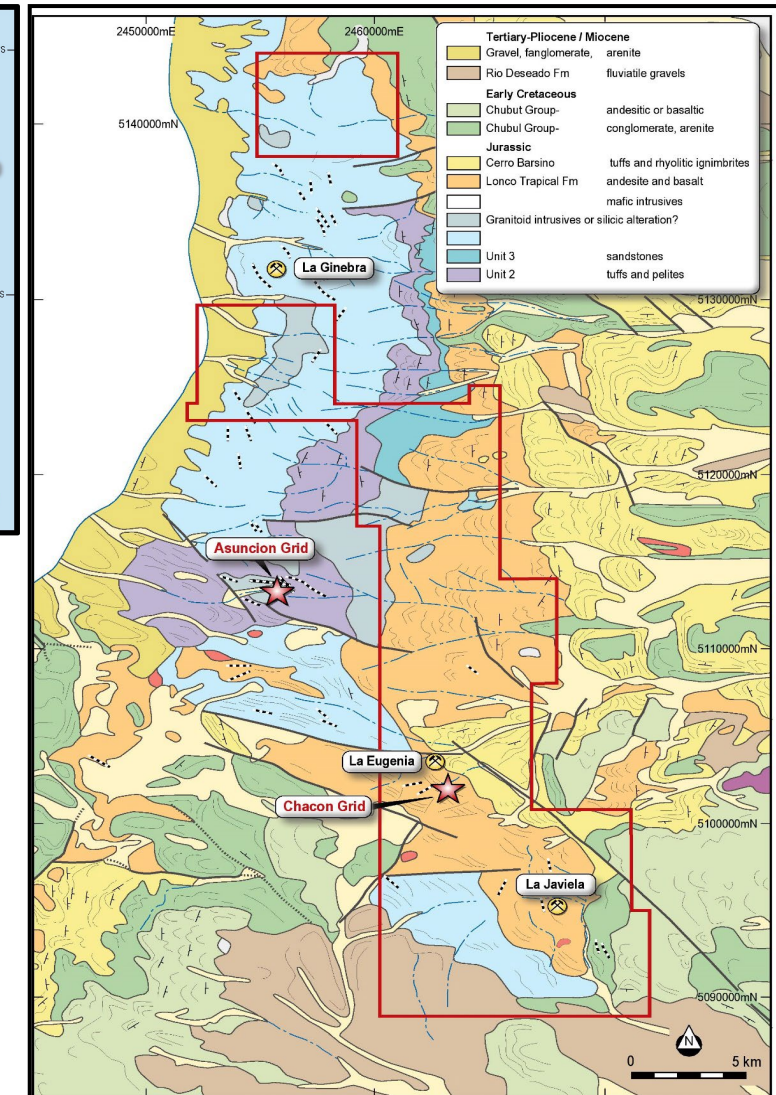 2450000mE
2460000mE
Tertiary-Pliocene / Miocene
Gravel, fanglomerate, arenite
Rio Deseado Fm fluviatile gravels
Early Cretaceous
Chubut Group- andesitic or basaltic
Chubul Group- conglomerate, arenite
Jurassic
Cerro Barsino tuffs and rhyolitic ignimbrites
Lonco Trapical Fm andesite and basalt
mafic intrusives
Granitoid intrusives or silicic alteration?
Unit 3 sandstones
Unit 2 tuffs and pelites
5140000mN
La Ginebra
5130000mN
5120000mN
Asuncion Grid
5110000mN
La Eugenia
Chacon Grid
5100000mN
La Javiela
5090000mN
N
0 5 km